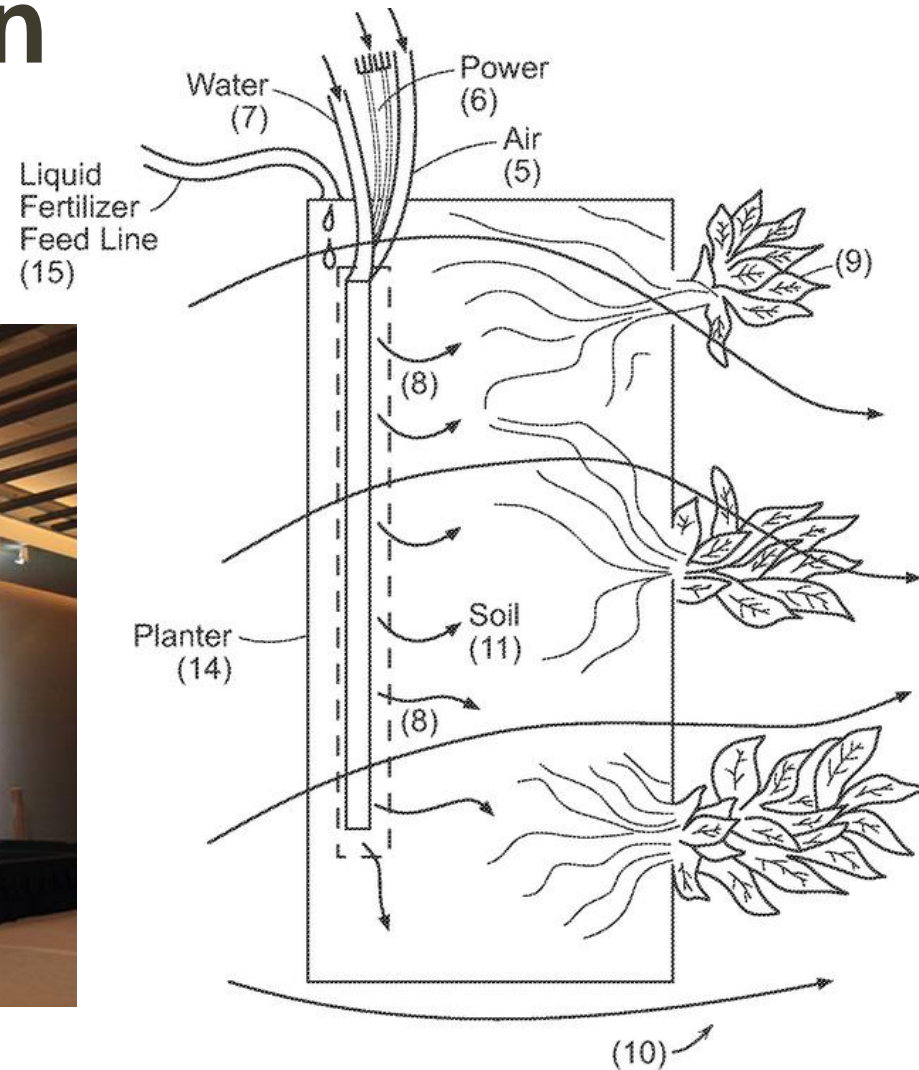 n
Water
(7)
Power
(6)
Air
(5)
Liquid
Fertilizer
Feed Line
(15)
(9)
(8)
Planter
(14)
Soil
(11)
(8)
(10)